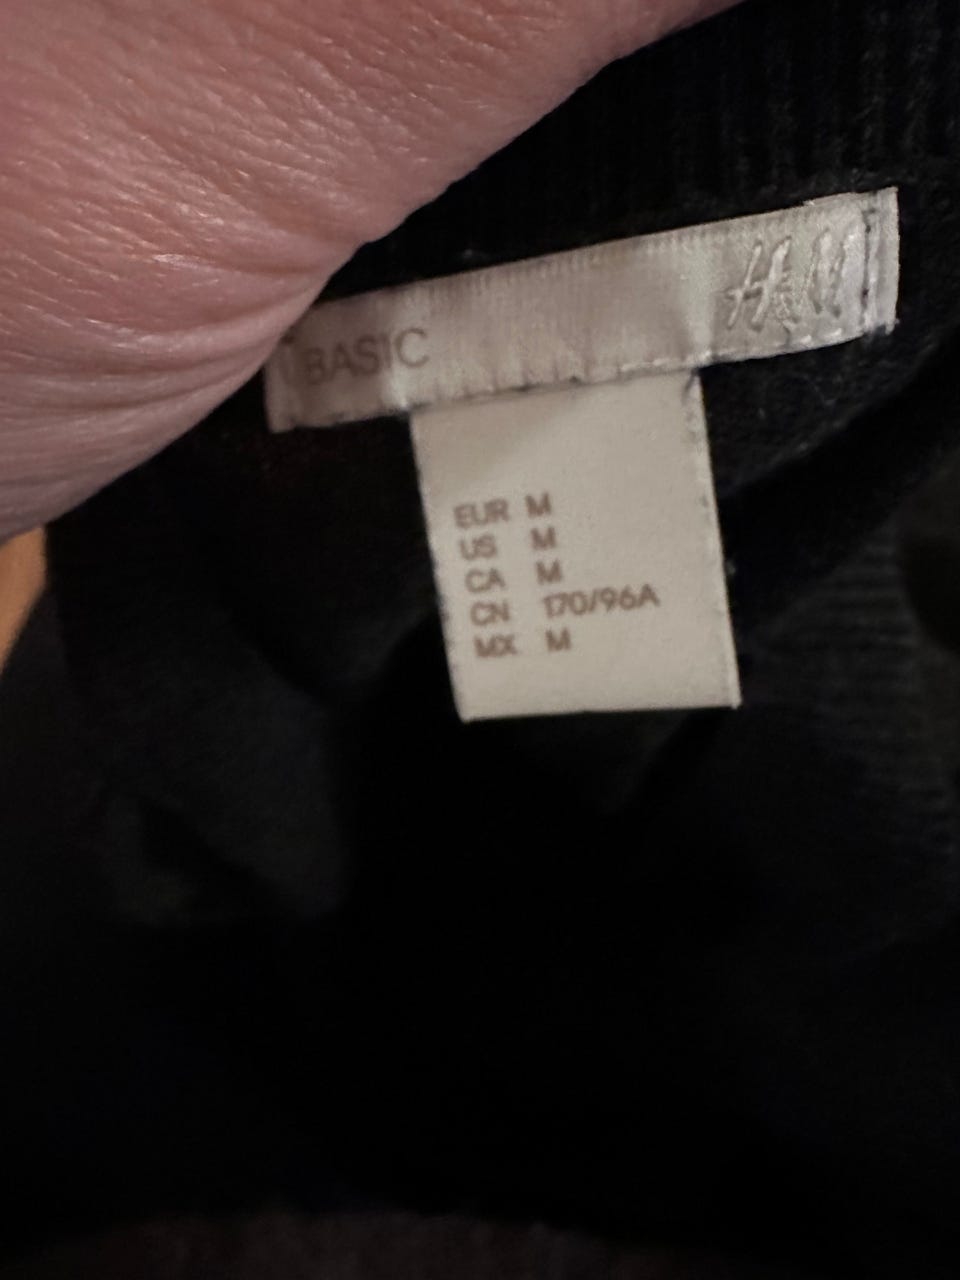 BASIC
H&M
EUR M
US M
CA M
CN 170/96A
MX M